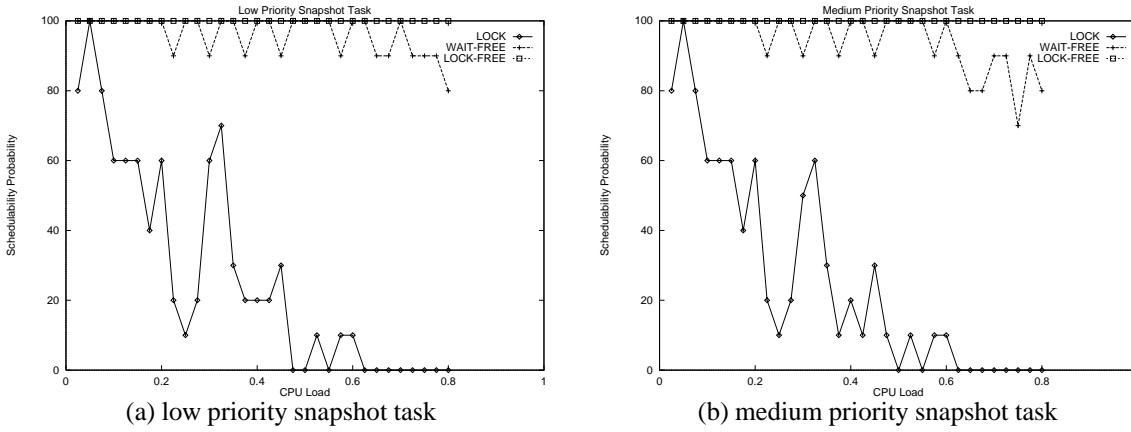 Low Priority Snapshot Task
100
80
60
40
20
0
Schedulability Probability
LOCK
WAIT-FREE
LOCK-FREE
0
0.2
0.4
0.6
0.8
1
CPU Load
(a) low priority snapshot task
Medium Priority Snapshot Task
100
80
60
40
20
0
Schedulability Probability
LOCK
WAIT-FREE
LOCK-FREE
0
0.2
0.4
0.6
0.8
CPU Load
(b) medium priority snapshot task